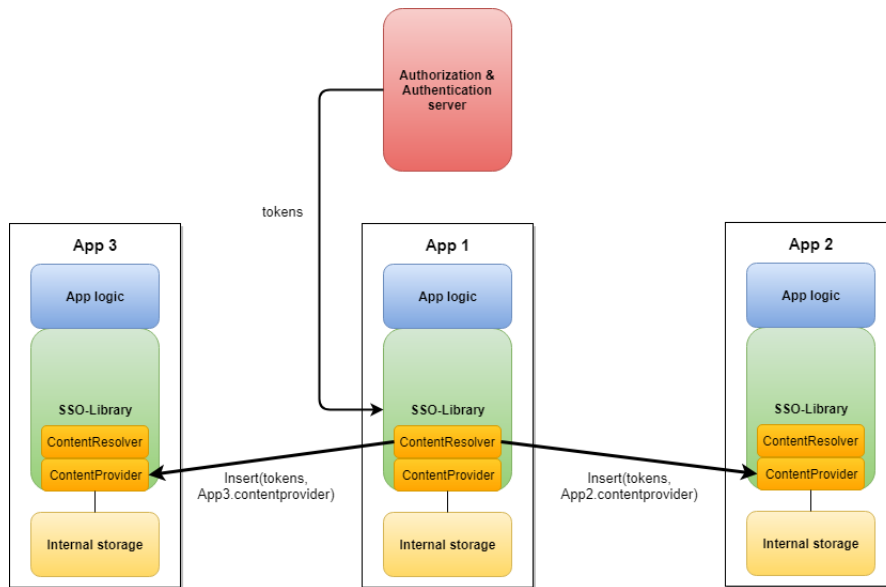 Authorization &
Authentication
server
tokens
App 3
App logic
SSO-Library
ContentResolver
ContentProvider
Internal storage
Insert(tokens,
App3.contentprovider)
App 1
App logic
SSO-Library
ContentResolver
ContentProvider
Internal storage
Insert(tokens,
App2.contentprovider)
App 2
App logic
SSO-Library
ContentResolver
ContentProvider
Internal storage